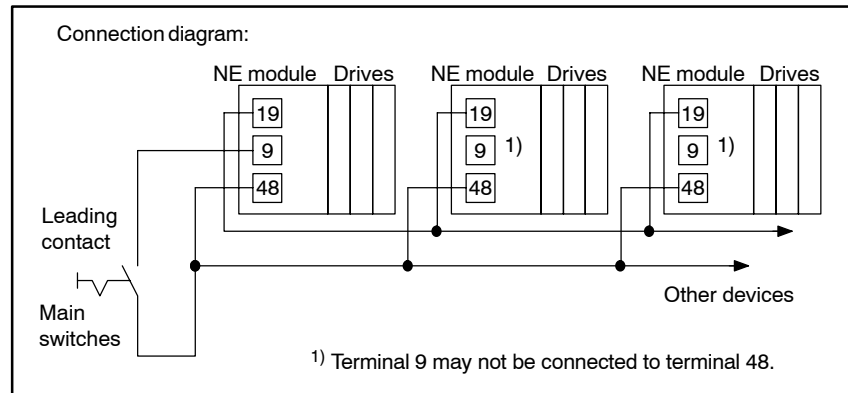 Connection diagram:
NE module Drives NE module Drives NE module Drives
19 19 19
9 9 1) 9 1)
48 48 48
Leading
contact
Main
switches
Other devices
1) Terminal 9 may not be connected to terminal 48.